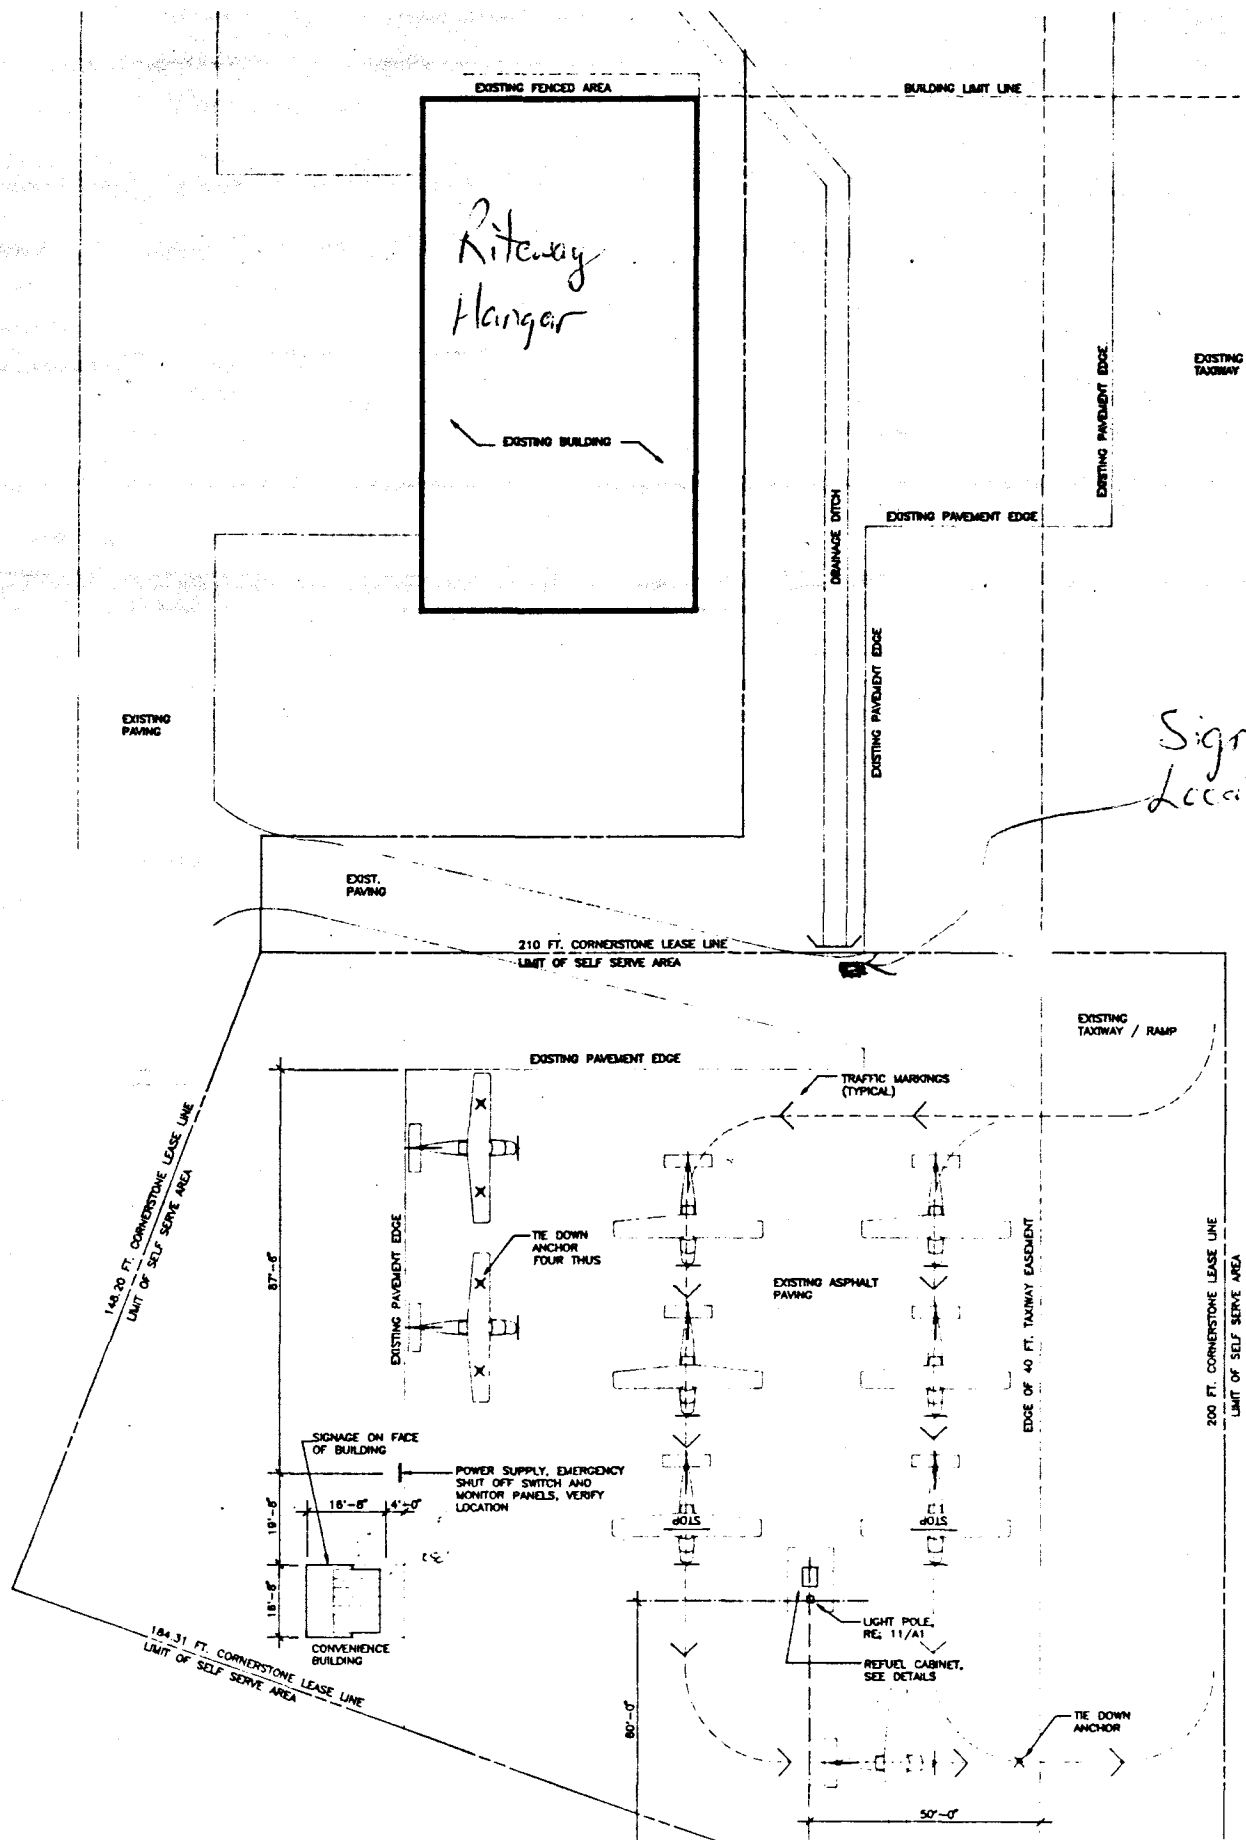 EXISTING FENCED AREA
BUILDING LIMIT LINE
Riteway
Hangar
EXISTING
TAXIWAY
EXISTING PAVEMENT EDGE
EXISTING BUILDING
DRAINAGE DITCH
EXISTING PAVEMENT EDGE
EXISTING PAVEMENT EDGE
EXISTING
PAVING
Sign
EXIST.
PAVING
210 FT. CORNERSTONE LEASE LINE
LIMIT OF SELF SERVE AREA
EXISTING
TAXIWAY / RAMP
EXISTING PAVEMENT EDGE
TRAFFIC MARKINGS
(TYPICAL)
148.20 FT. CORNERSTONE LEASE LINE
LIMIT OF SELF SERVE AREA
87'-6"
EXISTING PAVEMENT EDGE
TIE DOWN
ANCHOR
FOUR THUS
EXISTING ASPHALT
PAVING
EDGE OF 40 FT. TAXIWAY EASEMENT
200 FT. CORNERSTONE LEASE LINE
LIMIT OF SELF SERVE AREA
SIGNAGE ON FACE
OF BUILDING
POWER SUPPLY, EMERGENCY
SHUT OFF SWITCH AND
MONITOR PANELS, VERIFY
LOCATION
16'-8"
4'-0"
19'-6"
STOP
STOP
16'-8"
CONVENIENCE
BUILDING
LIGHT POLE,
RE; 11/A1
REFUEL CABINET,
SEE DETAILS
184.31 FT. CORNERSTONE LEASE LINE
LIMIT OF SELF SERVE AREA
60'-0"
TIE DOWN
ANCHOR
50'-0"